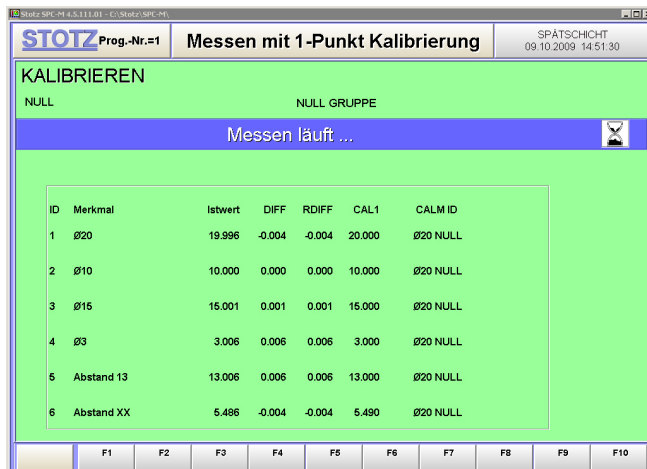 Stotz SPC-M 4.5.111.01 - C:\Stotz\SPC-M\
STOTZ Prog.-Nr.=1 Messen mit 1-Punkt Kalibrierung SPÄTSCHICHT
09.10.2009 14:51:30
KALIBRIEREN
NULL NULL GRUPPE
Messen läuft ...
ID Merkmal Istwert DIFF RDIFF CAL1 CALM ID
1 Ø20 19.996 -0.004 -0.004 20.000 Ø20 NULL
2 Ø10 10.000 0.000 0.000 10.000 Ø20 NULL
3 Ø15 15.001 0.001 0.001 15.000 Ø20 NULL
4 Ø3 3.006 0.006 0.006 3.000 Ø20 NULL
5 Abstand 13 13.006 0.006 0.006 13.000 Ø20 NULL
6 Abstand XX 5.486 -0.004 -0.004 5.490 Ø20 NULL
F1 F2 F3 F4 F5 F6 F7 F8 F9 F10